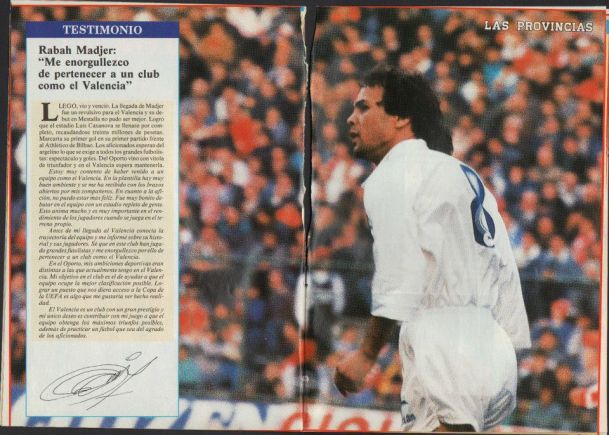 TESTIMONIO
LAS PROVINCIAS
Rabah Madjer:
“Me enorgullezco
de pertenecer a un club
como el Valencia”
LLEGO, vio y venció. La llegada de Madjer
fue un revulsivo para el Valencia y su de-
but en Mestalla no pudo ser mejor. Logró
que el estadio Luis Casanova se llenase por com-
pleto, recaudándose treinta millones de pesetas.
Marcaría su primer gol en su primer partido frente
al Athlétic de Bilbao. Los aficionados esperan del
argelino lo que se exige a todos los grandes futbolis-
tas: espectáculo y goles. Del Oporto vino con vitola
de triunfador y en el Valencia espera mantenerla.
Estoy muy contento de haber venido a un
equipo como el Valencia. En la plantilla hay muy
buen ambiente y se me ha recibido con los brazos
abiertos por mis compañeros. En cuanto a la afi-
ción, no puedo estar más feliz. Fue muy bonito de-
butar en el equipo con un estadio repleto de gente.
Esto anima mucho y es muy importante en el ren-
dimiento de los jugadores cuando se juega en el te-
rreno propio.
Antes de mi llegada al Valencia conocía la
trayectoria del equipo y me informé sobre su histo-
rial y sus jugadores. Sé que en este club han juga-
do grandes futbolistas y me enorgullezco por ello de
pertenecer a un club como el Valencia.
En el Oporto, mis ambiciones deportivas eran
distintas a las que actualmente tengo en el Valen-
cia. Mi objetivo en el club es el de ayudar a que el
equipo ocupe la mejor clasificación posible. Lo-
grar un puesto que nos diera acceso a la Copa de
la UEFA es algo que me gustaría ver hecho reali-
dad.
El Valencia es un club con un gran prestigio y
mi único deseo es contribuir con mi juego a que el
equipo obtenga los máximos triunfos posibles,
además de practicar un fútbol que sea del agrado
de los aficionados.
8